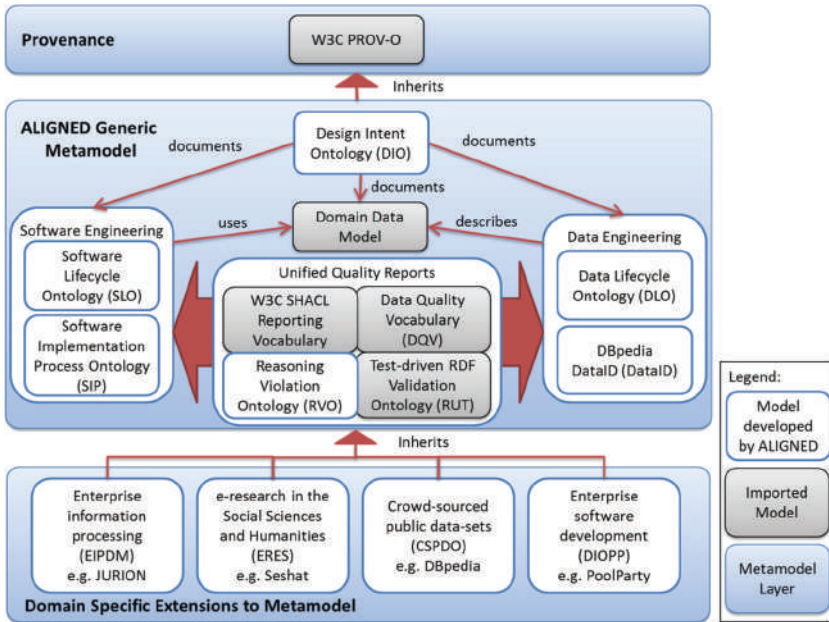 Provenance
W3C PROV-O
Inherits
ALIGNED Generic
Metamodel
documents
Design Intent
Ontology (DIO)
documents
documents
Software Engineering
uses
Domain Data
Model
describes
Data Engineering
Software
Lifecycle
Ontology (SLO)
Software
Implementation
Process Ontology
(SIP)
Unified Quality Reports
W3C SHACL
Reporting
Vocabulary
Data Quality
Vocabulary
(DQV)
Reasoning
Violation
Ontology (RVO)
Test-driven RDF
Validation
Ontology (RUT)
Data Lifecycle
Ontology (DLO)
DBpedia
DataID (DataID)
Inherits
Enterprise
information
processing
(EIPDM)
e.g. JURION
e-research in the
Social Sciences
and Humanities
(ERES)
e.g. Seshat
Crowd-sourced
public data-sets
(CSPDO)
e.g. DBpedia
Enterprise
software
development
(DIOPP)
e.g. PoolParty
Domain Specific Extensions to Metamodel
Legend:
Model
developed
by ALIGNED
Imported
Model
Metamodel
Layer